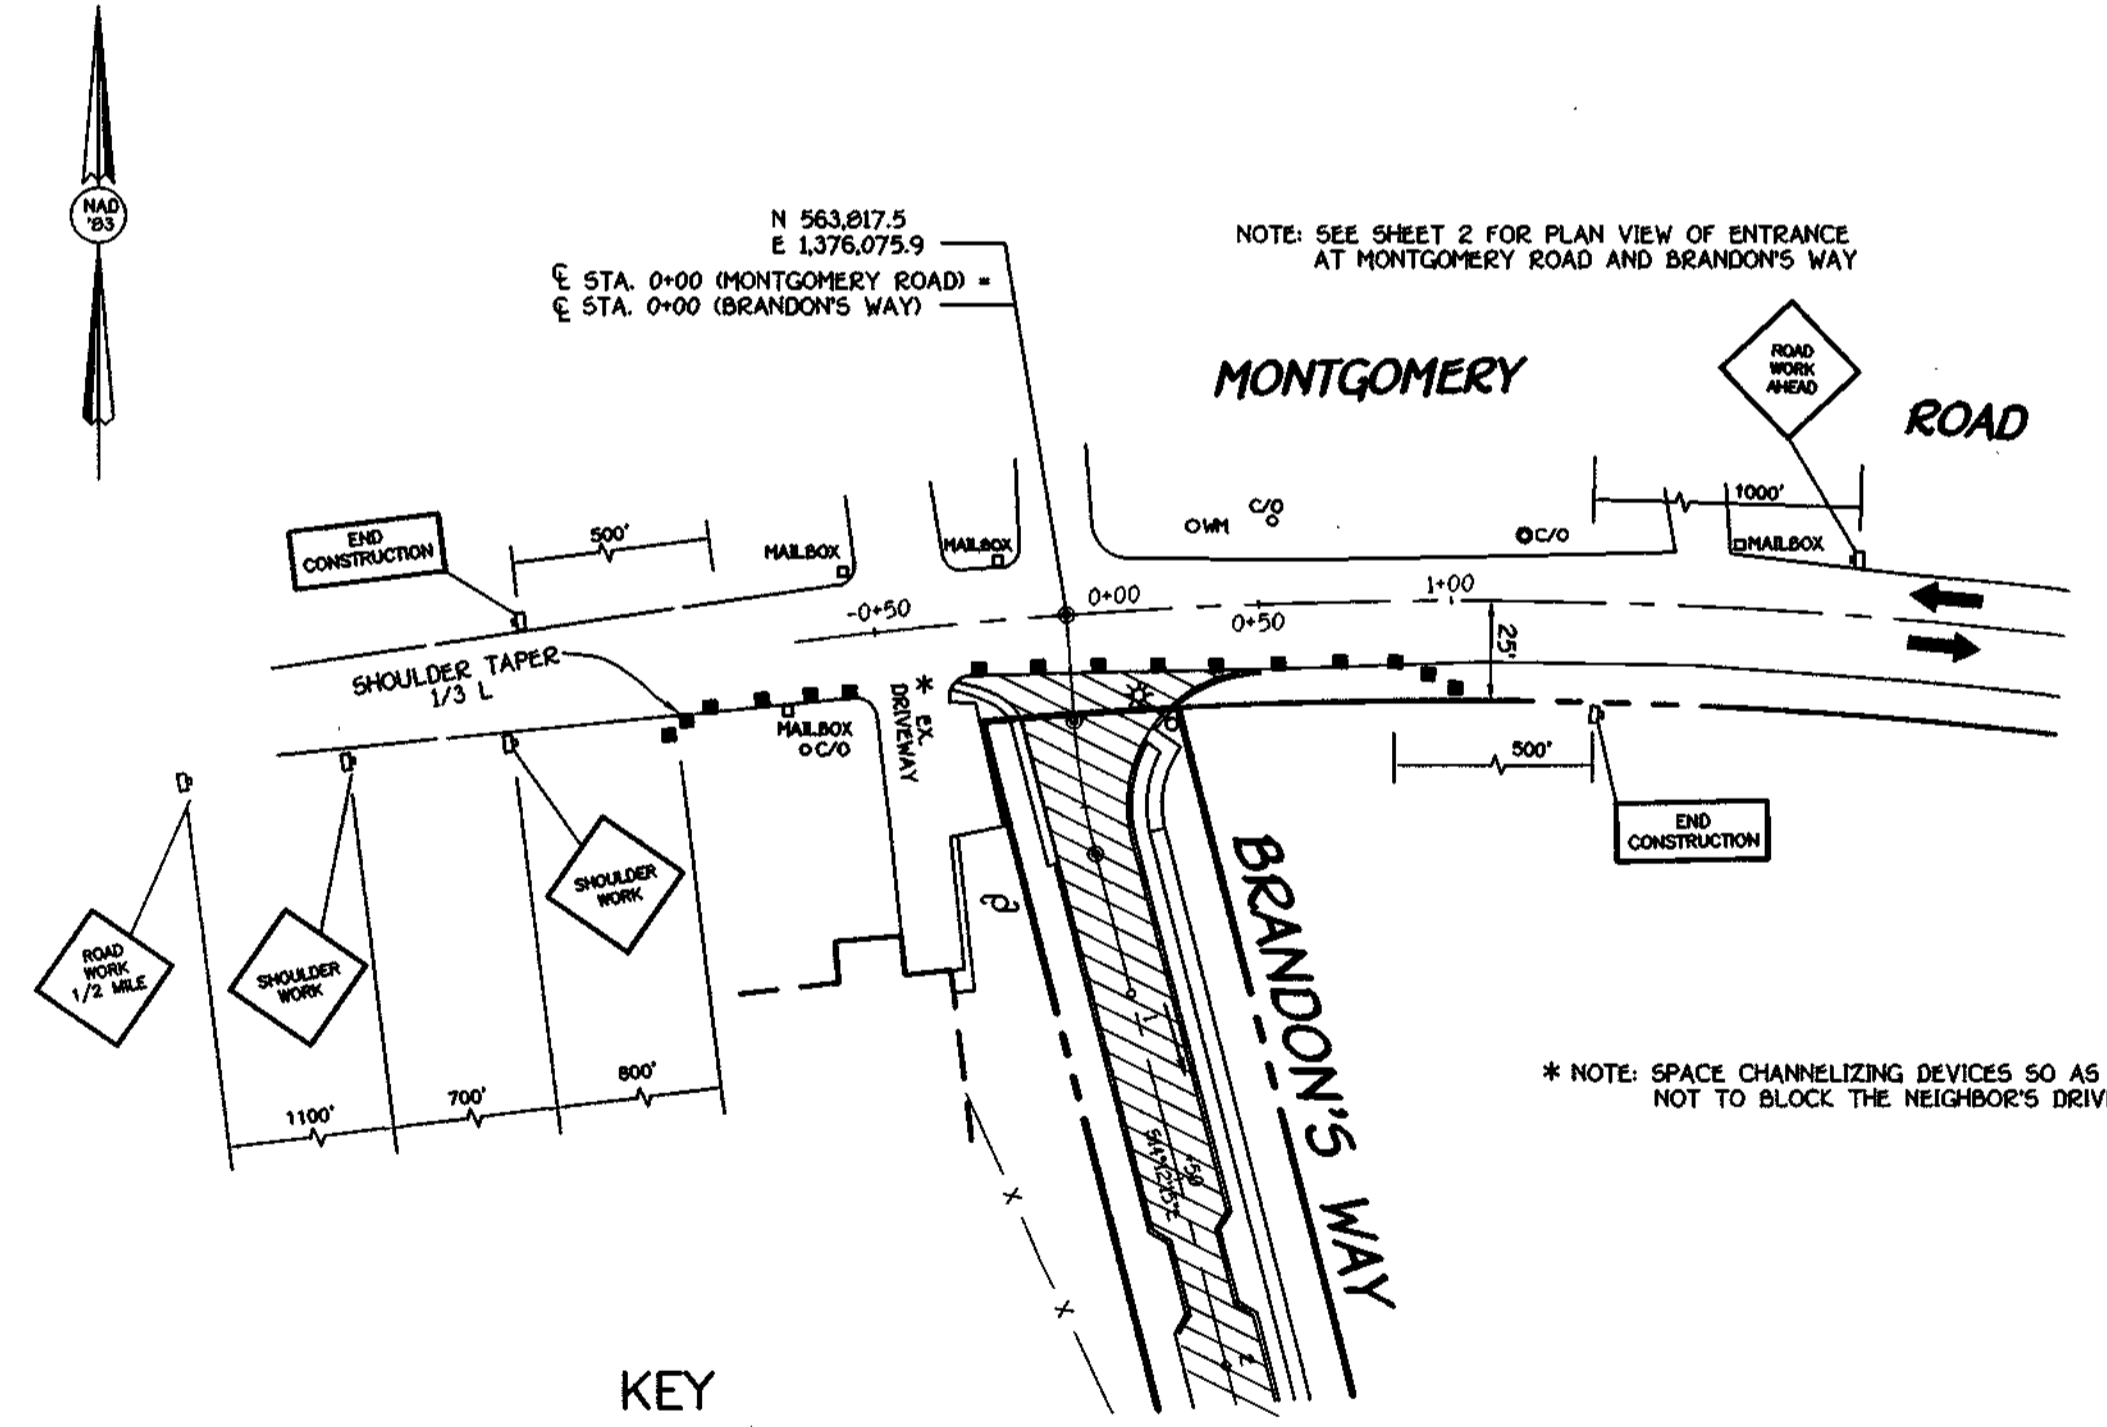 NAD
'83
N 563,817.5
E 1,376,075.9
℄ STA. 0+00 (MONTGOMERY ROAD) =
℄ STA. 0+00 (BRANDON'S WAY)
NOTE: SEE SHEET 2 FOR PLAN VIEW OF ENTRANCE
AT MONTGOMERY ROAD AND BRANDON'S WAY
MONTGOMERY
ROAD
ROAD
WORK
AHEAD
1000'
END
CONSTRUCTION
500'
MAILBOX
MAILBOX
OWM
C/O
C/O
MAILBOX
-0+50
0+00
0+50
1+00
25'
SHOULDER TAPER
1/3 L
* EX.
DRIVEWAY
MAILBOX
C/O
500'
END
CONSTRUCTION
SHOULDER
WORK
SHOULDER
WORK
ROAD
WORK
1/2 MILE
1100'
700'
800'
BRANDON'S WAY
1
+50
2
* NOTE: SPACE CHANNELIZING DEVICES SO AS
NOT TO BLOCK THE NEIGHBOR'S
KEY